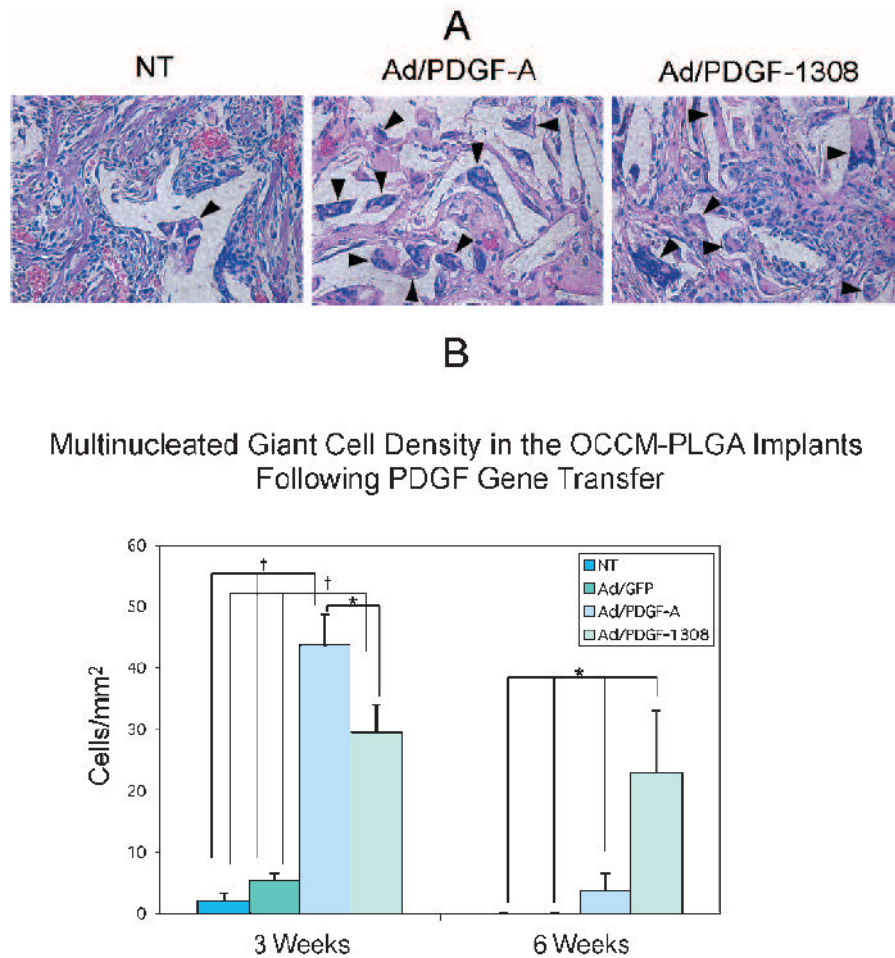 A
NT
Ad/PDGF-A
Ad/PDGF-1308
B
Multinucleated Giant Cell Density in the OCCM-PLGA Implants
Following PDGF Gene Transfer
Cells/mm²
60
50
40
30
20
10
0
†
†
*
*
NT
Ad/GFP
Ad/PDGF-A
Ad/PDGF-1308
3 Weeks
6 Weeks